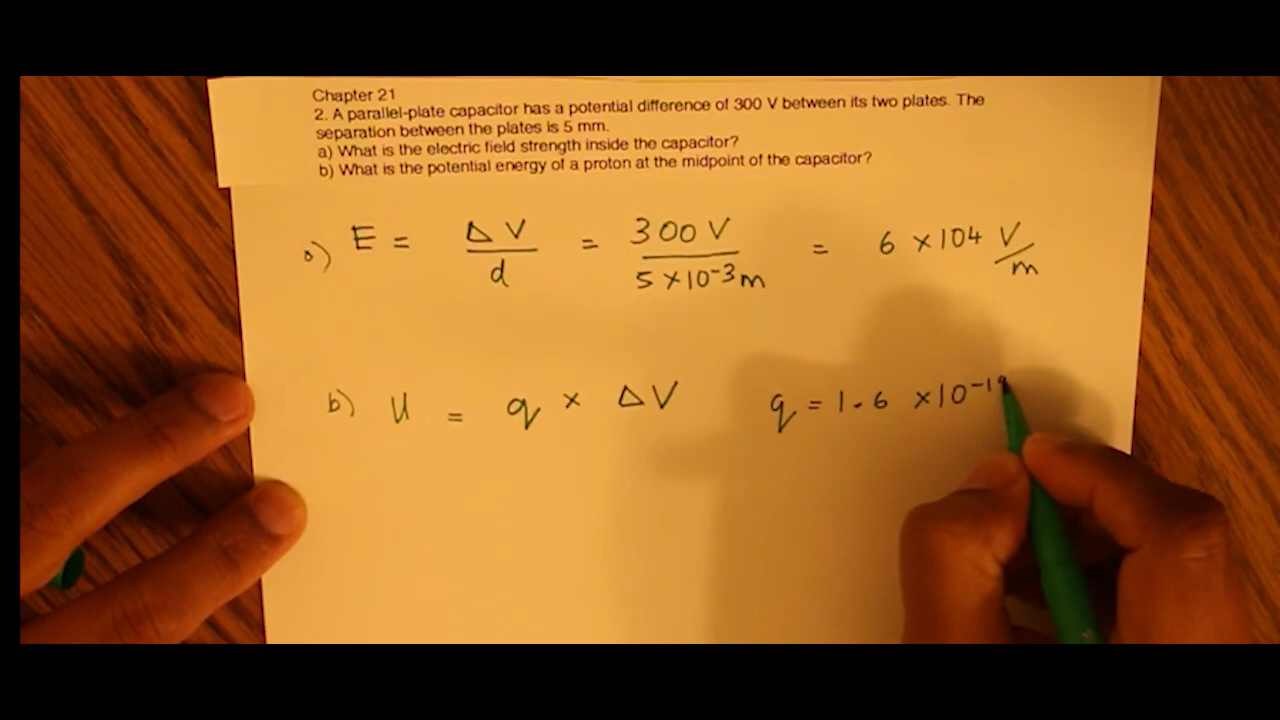 Chapter 21
2. A parallel-plate capacitor has a potential difference of 300 V between its two plates. The
separation between the plates is 5 mm.
a) What is the electric field strength inside the capacitor?
b) What is the potential energy of a proton at the midpoint of the capacitor?
a) E = ΔV/d = 300 V/5 × 10-3 m = 6 × 104 V/m
b) U = q × ΔV q = 1.6 × 10-19